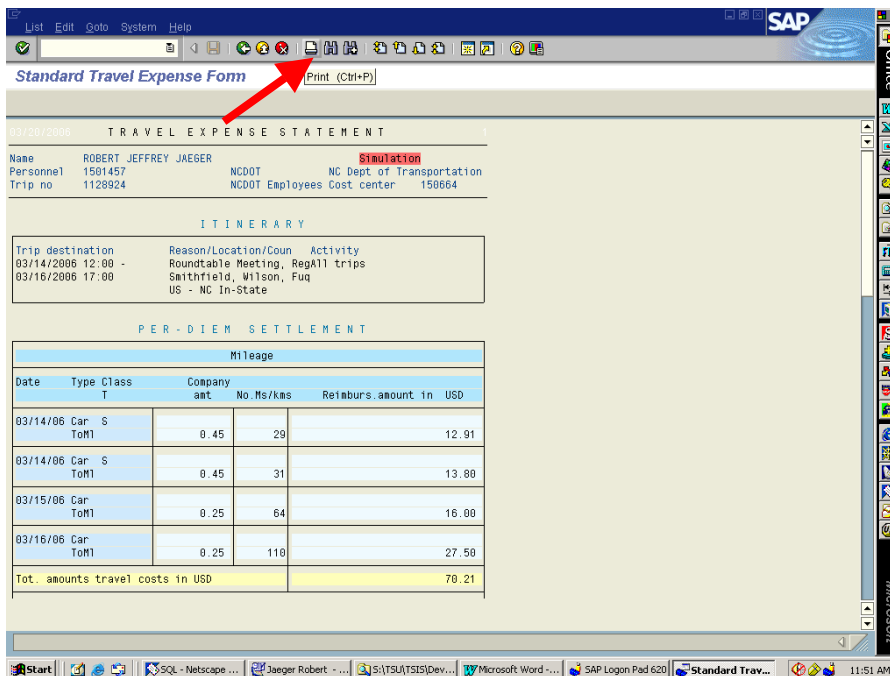 List Edit Goto System Help
SAP
Standard Travel Expense Form
Print (Ctrl+P)
03/20/2006 TRAVEL EXPENSE STATEMENT 1
Name ROBERT JEFFREY JAEGER Simulation
Personnel 1501457 NCDOT NC Dept of Transportation
Trip no 1128924 NCDOT Employees Cost center 150664
ITINERARY
Trip destination Reason/Location/Coun Activity
03/14/2006 12:00 - Roundtable Meeting, RegAll trips
03/16/2006 17:00 Smithfield, Wilson, Fuq
US - NC In-State
PER-DIEM SETTLEMENT
Mileage
Date Type Class Company
T amt No.Ms/kms Reimburs.amount in USD
03/14/06 Car S
ToMl 0.45 29 12.91
03/14/06 Car S
ToMl 0.45 31 13.80
03/15/06 Car
ToMl 0.25 64 16.00
03/16/06 Car
ToMl 0.25 110 27.50
Tot. amounts travel costs in USD 70.21
Start SQL - Netscape ... Jaeger Robert - ... S:\TSU\TSIS\Dev... Microsoft Word -... SAP Logon Pad 620 Standard Trav... 11:51 AM